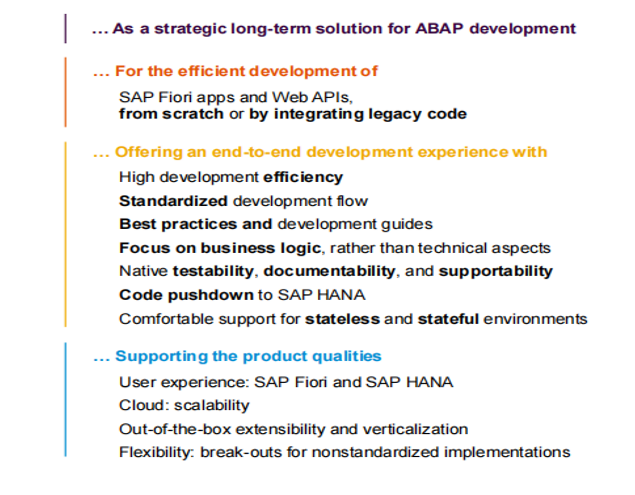 ... As a strategic long-term solution for ABAP development
... For the efficient development of
SAP Fiori apps and Web APIs,
from scratch or by integrating legacy code
... Offering an end-to-end development experience with
High development efficiency
Standardized development flow
Best practices and development guides
Focus on business logic, rather than technical aspects
Native testability, documentability, and supportability
Code pushdown to SAP HANA
Comfortable support for stateless and stateful environments
... Supporting the product qualities
User experience: SAP Fiori and SAP HANA
Cloud: scalability
Out-of-the-box extensibility and verticalization
Flexibility: break-outs for nonstandardized implementations